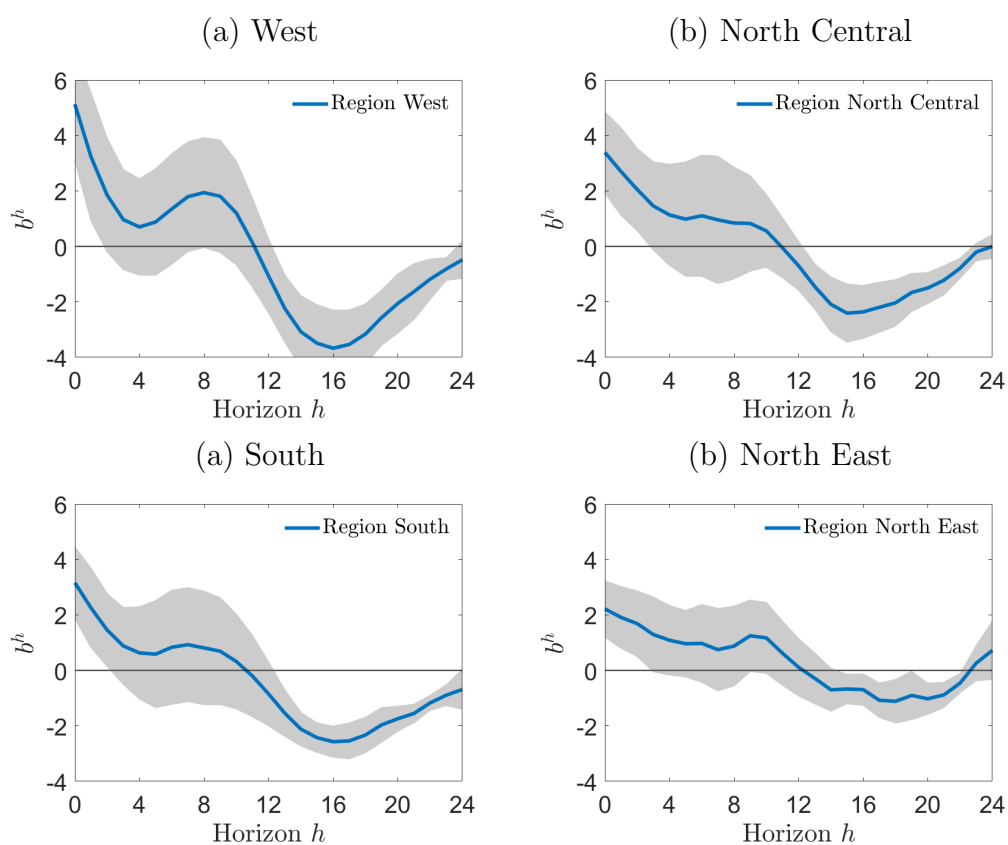 (a) West
6
4
2
0
-2
-4
b^h
Region West
0 4 8 12 16 20 24
Horizon h
(b) North Central
6
4
2
0
-2
-4
b^h
Region North Central
0 4 8 12 16 20 24
Horizon h
(a) South
6
4
2
0
-2
-4
b^h
Region South
0 4 8 12 16 20 24
Horizon h
(b) North East
6
4
2
0
-2
-4
b^h
Region North East
0 4 8 12 16 20 24
Horizon h